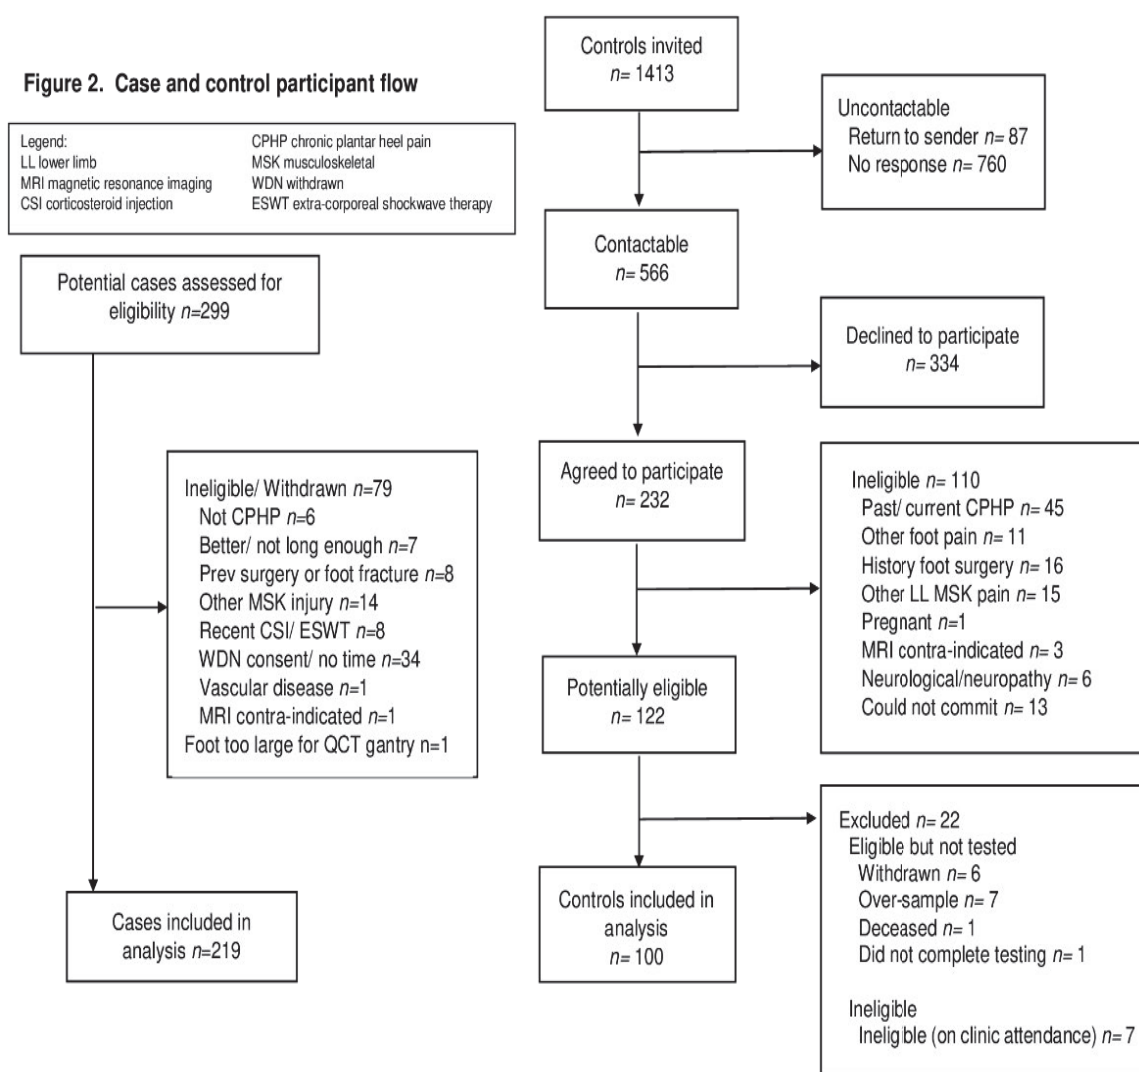 Figure 2. Case and control participant flow
Legend:
LL lower limb
MRI magnetic resonance imaging
CSI corticosteroid injection
CPHP chronic plantar heel pain
MSK musculoskeletal
WDN withdrawn
ESWT extra-corporeal shockwave therapy
Potential cases assessed for
eligibility n=299
Ineligible/ Withdrawn n=79
Not CPHP n=6
Better/ not long enough n=7
Prev surgery or foot fracture n=8
Other MSK injury n=14
Recent CSI/ ESWT n=8
WDN consent/ no time n=34
Vascular disease n=1
MRI contra-indicated n=1
Foot too large for QCT gantry n=1
Cases included in
analysis n=219
Controls invited
n= 1413
Uncontactable
Return to sender n= 87
No response n= 760
Contactable
n= 566
Declined to participate
n= 334
Agreed to participate
n= 232
Ineligible n= 110
Past/ current CPHP n= 45
Other foot pain n= 11
History foot surgery n= 16
Other LL MSK pain n= 15
Pregnant n=1
MRI contra-indicated n= 3
Neurological/neuropathy n= 6
Could not commit n= 13
Potentially eligible
n= 122
Excluded n= 22
Eligible but not tested
Withdrawn n= 6
Over-sample n= 7
Deceased n= 1
Did not complete testing n= 1
Ineligible
Ineligible (on clinic attendance) n= 7
Controls included in
analysis
n= 100